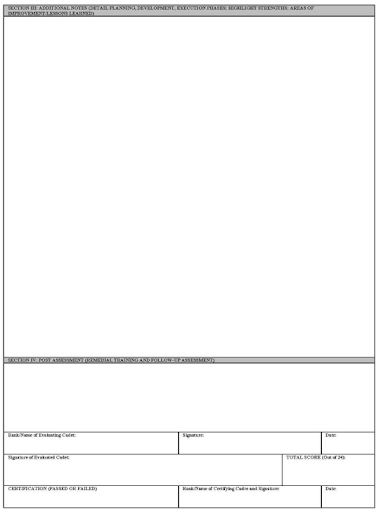 SECTION III: ADDITIONAL NOTES (DETAIL, PLANNING, DEVELOPMENT, EXECUTION PHASES; HIGHLIGHT STRENGTHS; AREAS OF
IMPROVEMENT/LESSONS LEARNED)
SECTION IV: POST ASSESSMENT (REMEDIAL TRAINING AND FOLLOW-UP ASSESSMENT)
Rank/Name of Evaluating Cadet: Signature: Date:
Signature of Evaluated Cadet: TOTAL SCORE (Out of 24):
CERTIFICATION (PASSED OR FAILED) Rank/Name of Certifying Cadre and Signature: Date: